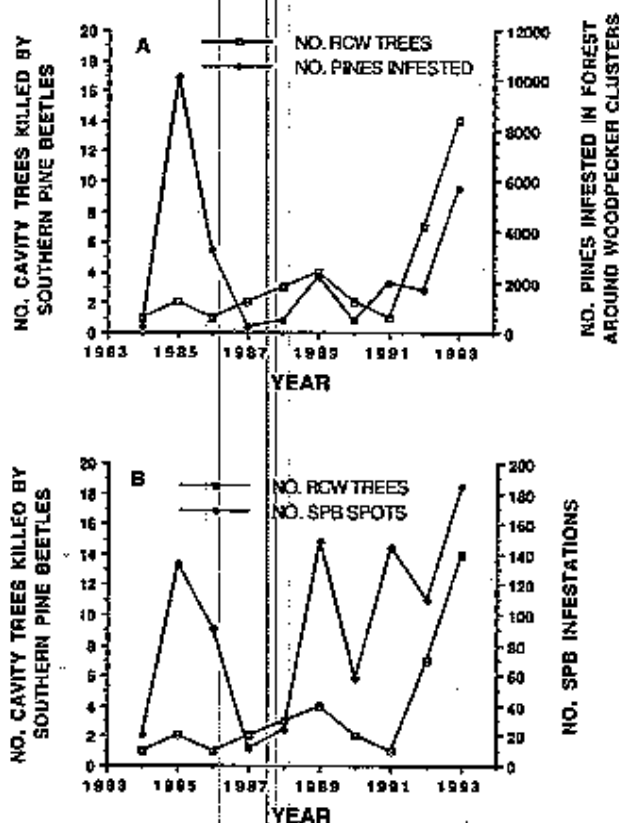 A
NO. RCW TREES
NO. PINES INFESTED
NO. CAVITY TREES KILLED BY
SOUTHERN PINE BEETLES
20
18
16
14
12
10
8
6
4
2
0
12000
10000
8000
6000
4000
2000
0
NO. PINES INFESTED IN FOREST
AROUND WOODPECKER CLUSTERS
1983 1985 1987 1989 1991 1993
YEAR
B
NO. RCW TREES
NO. SPB SPOTS
NO. CAVITY TREES KILLED BY
SOUTHERN PINE BEETLES
20
18
16
14
12
10
8
6
4
2
0
200
180
160
140
120
100
80
60
40
20
0
NO. SPB INFESTATIONS
1983 1985 1987 1989 1991 1993
YEAR